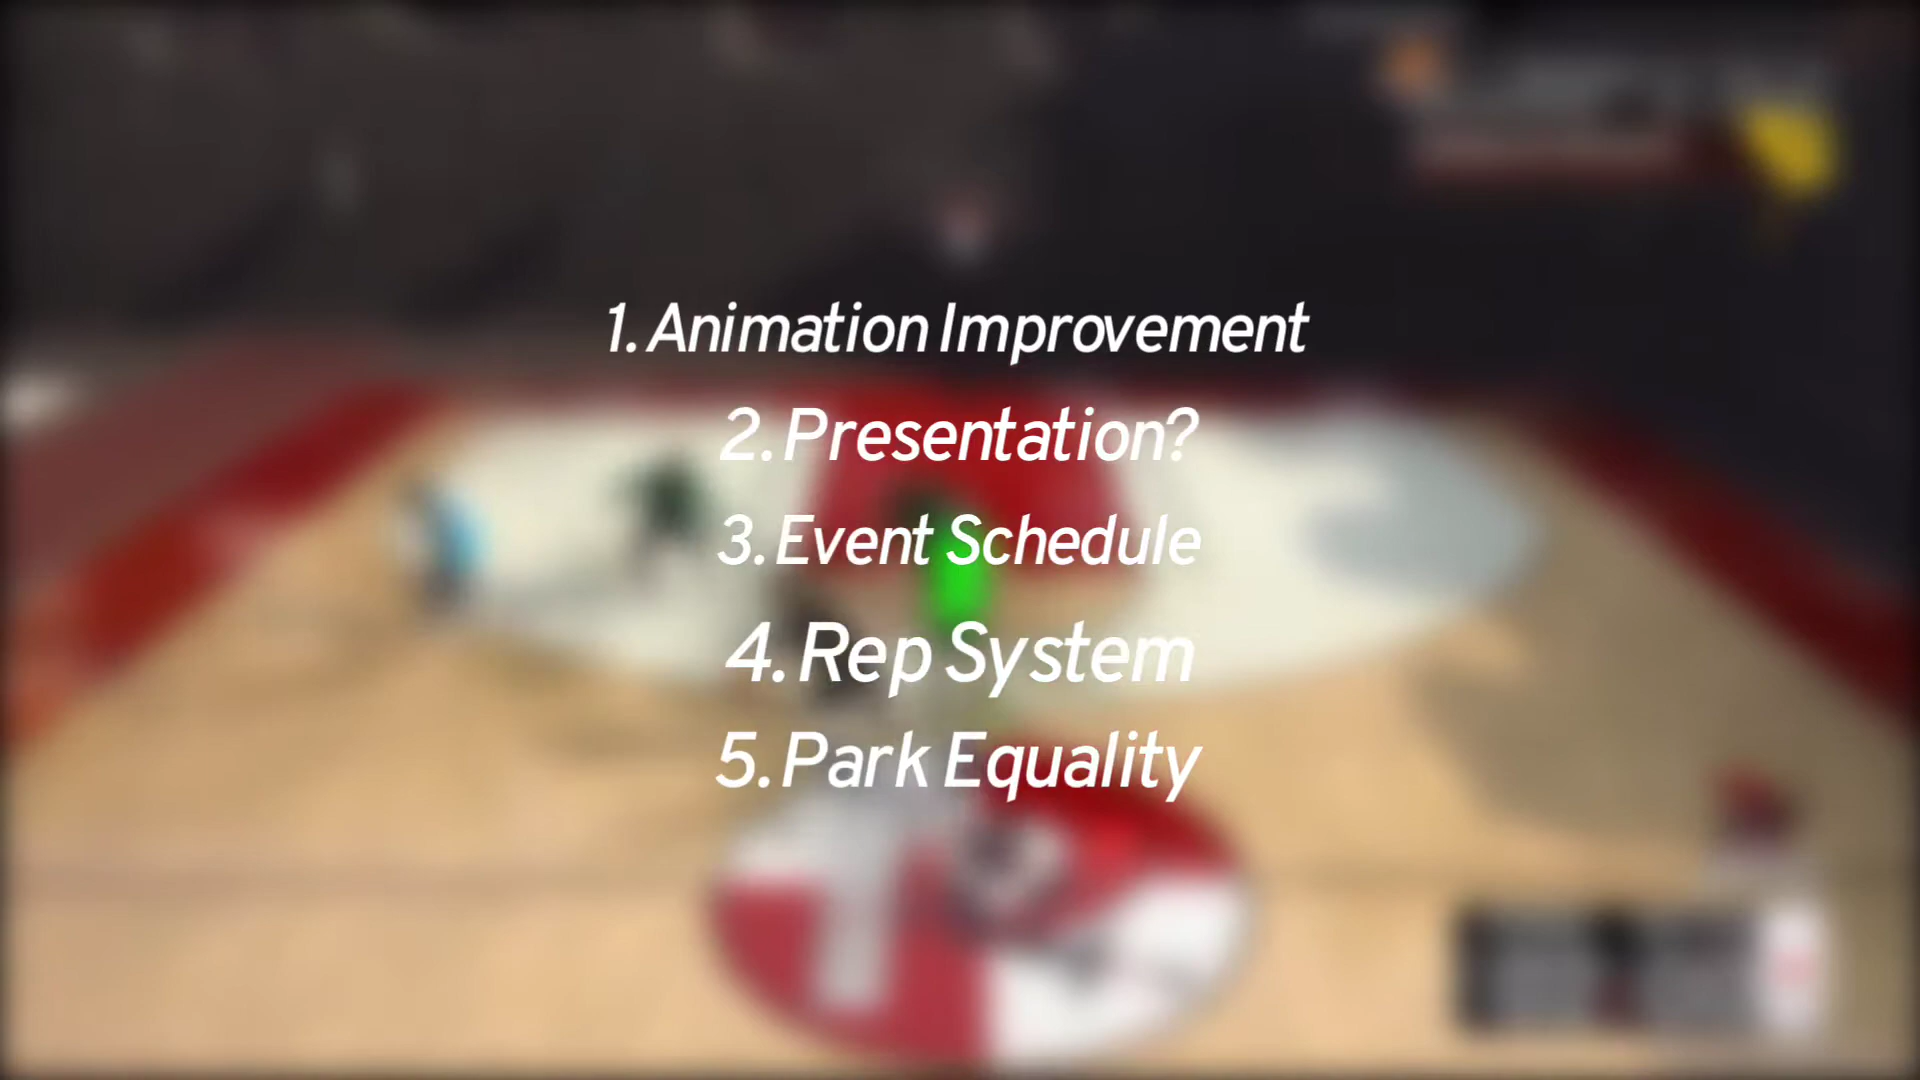 1. Animation Improvement
2. Presentation?
3. Event Schedule
4. Rep System
5. Park Equality